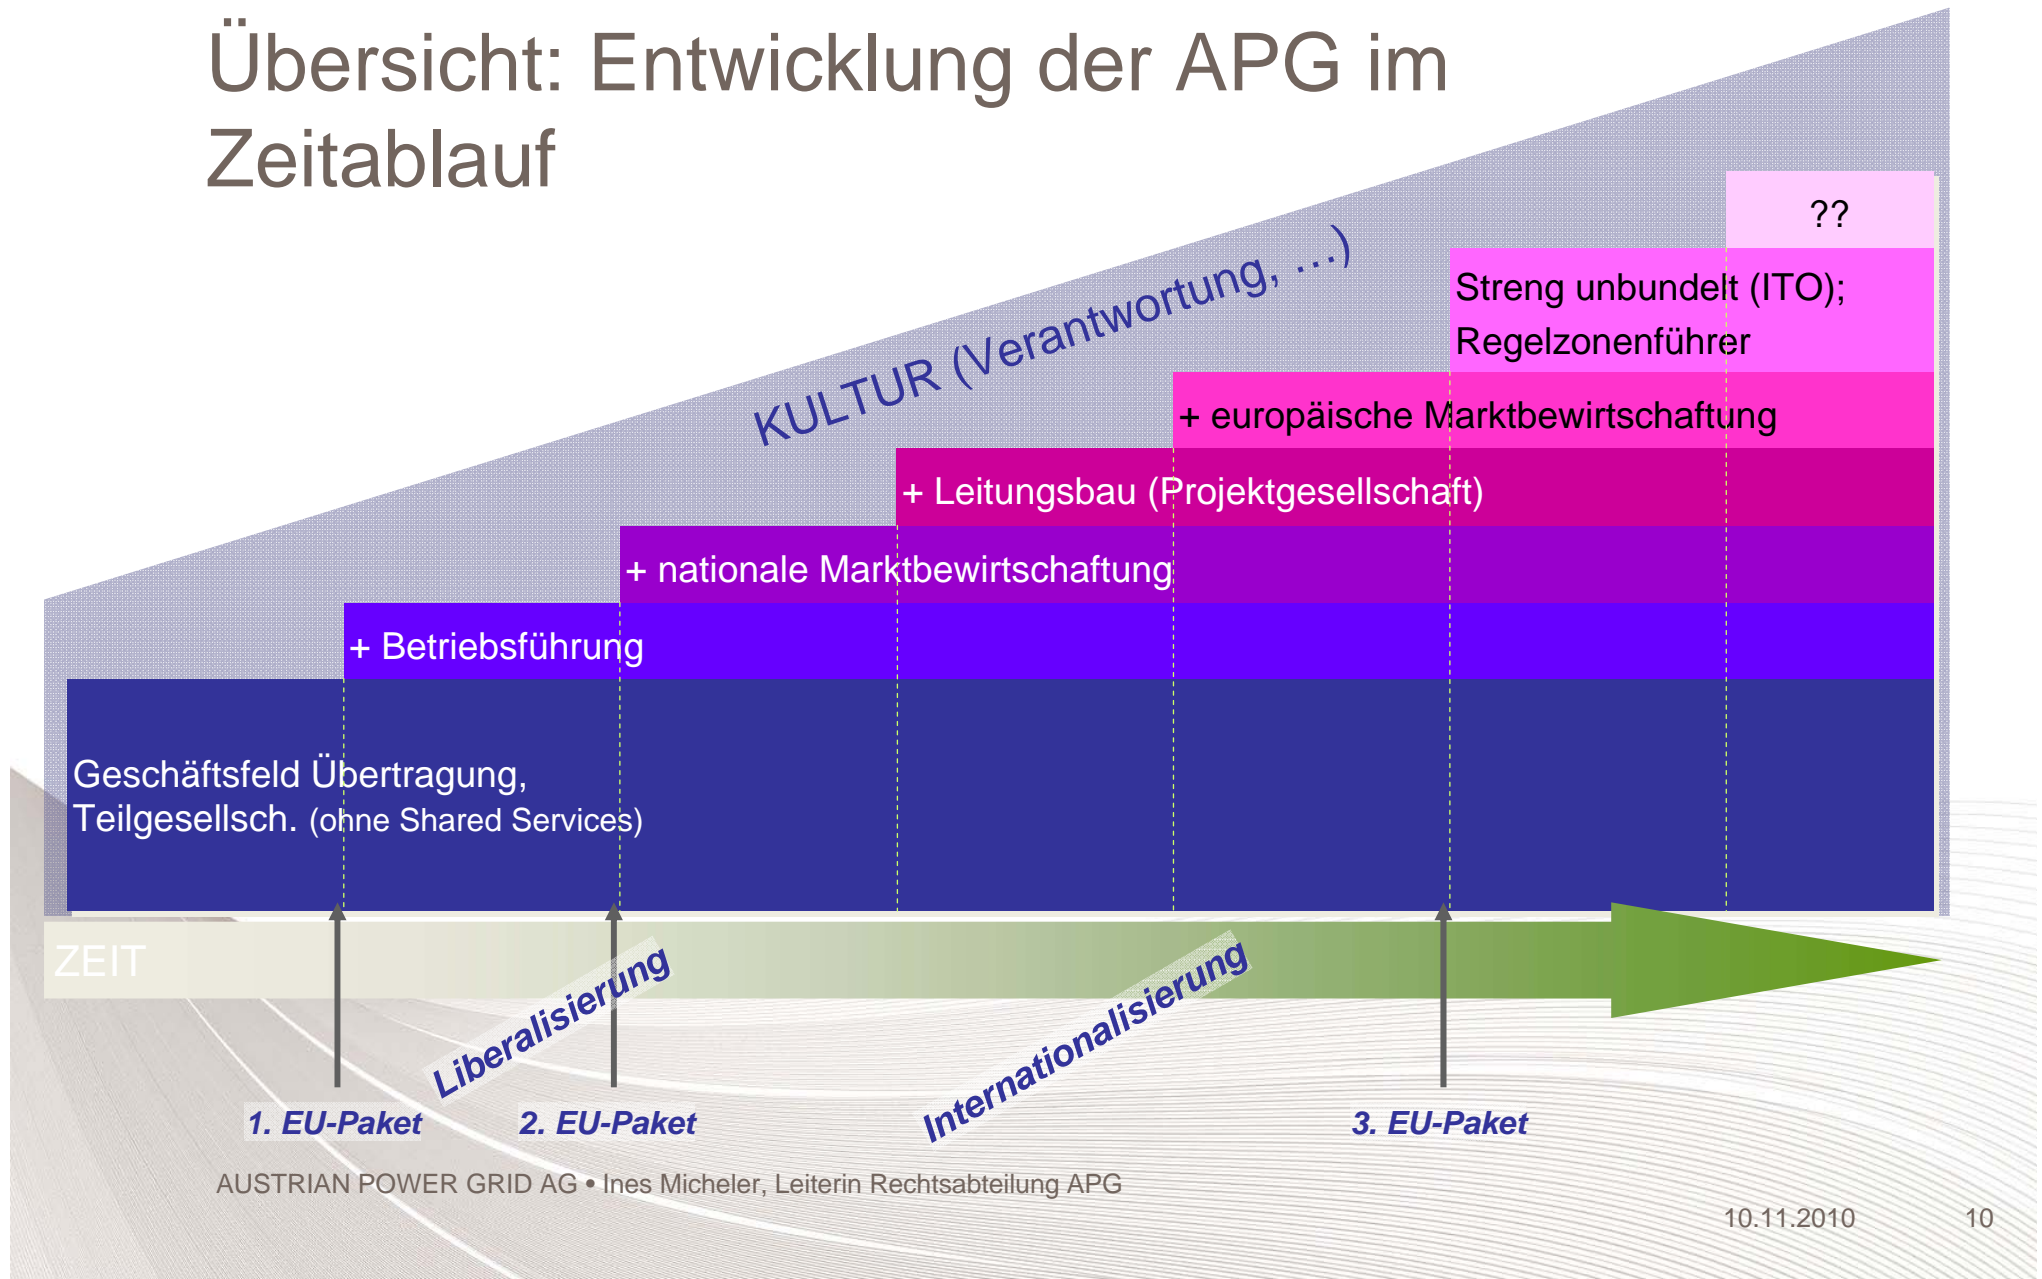 Übersicht: Entwicklung der APG im
Zeitablauf
??
Streng unbundelt (ITO);
Regelzonenführer
KULTUR (Verantwortung, …)
+ europäische Marktbewirtschaftung
+ Leitungsbau (Projektgesellschaft)
+ nationale Marktbewirtschaftung
+ Betriebsführung
Geschäftsfeld Übertragung,
Teilgesellsch. (ohne Shared Services)
ZEIT
Liberalisierung
Internationalisierung
1. EU-Paket
2. EU-Paket
3. EU-Paket
AUSTRIAN POWER GRID AG • Ines Micheler, Leiterin Rechtsabteilung APG
10.11.2010
10